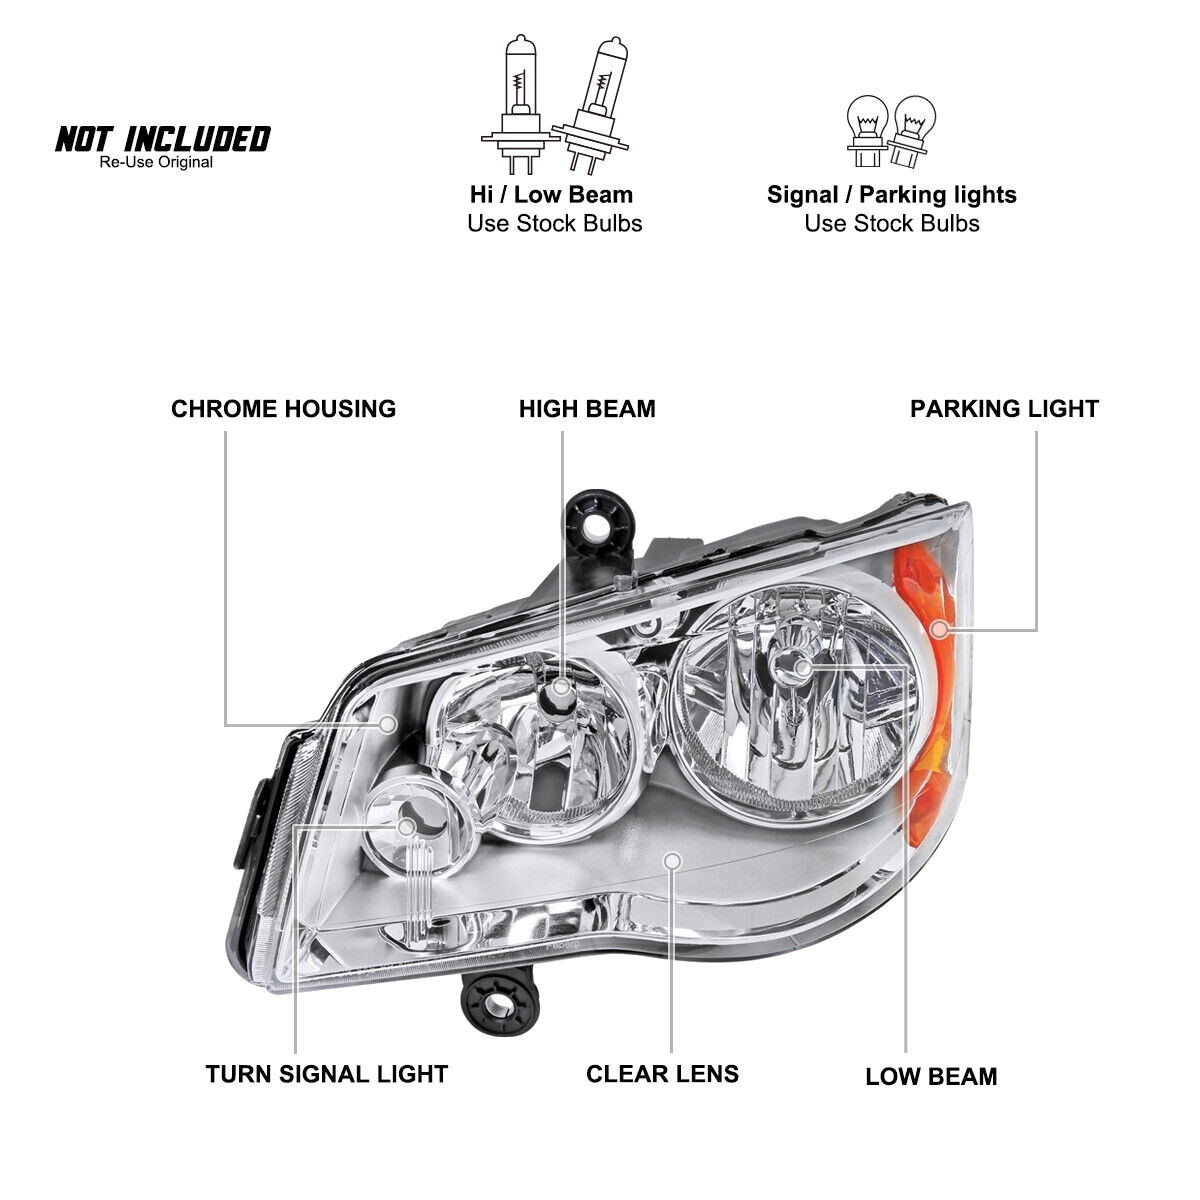 NOT INCLUDED
Re-Use Original
Hi / Low Beam
Use Stock Bulbs
Signal / Parking lights
Use Stock Bulbs
CHROME HOUSING
HIGH BEAM
PARKING LIGHT
TURN SIGNAL LIGHT
CLEAR LENS
LOW BEAM